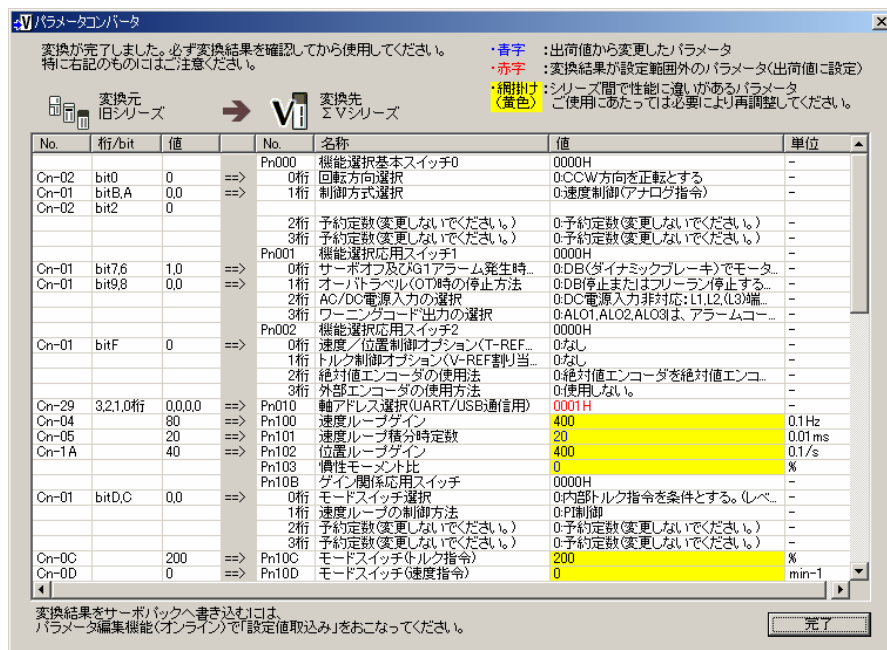 パラメータコンバータ
変換が完了しました。必ず変換結果を確認してから使用してください。
特に右記のものにはご注意ください。
・青字 :出荷値から変更したパラメータ
・赤字 :変換結果が設定範囲外のパラメータ(出荷値に設定)
・網掛け(黄色) :シリーズ間で性能に違いがあるパラメータ
ご使用にあたっては必要により再調整してください。
変換元
旧シリーズ
変換先
ΣVシリーズ
No. 桁/bit 値 No. 名称 値 単位
Pn000 機能選択基本スイッチ0 0000H -
Cn-02 bit0 0 ==> 0桁 回転方向選択 0:CCW方向を正転とする -
Cn-01 bitB,A 0,0 ==> 1桁 制御方式選択 0:速度制御(アナログ指令) -
Cn-02 bit2 0
2桁 予約定数(変更しないでください。) 0:予約定数(変更しないでください。) -
3桁 予約定数(変更しないでください。) 0:予約定数(変更しないでください。) -
Pn001 機能選択応用スイッチ1 0000H -
Cn-01 bit7,6 1,0 ==> 0桁 サーボオフ及びG1アラーム発生時... 0:DB(ダイナミックブレーキ)でモータ... -
Cn-01 bit9,8 0,0 ==> 1桁 オーバトラベル(OT)時の停止方法 0:DB停止またはフリーラン停止する... -
2桁 AC/DC電源入力の選択 0:DC電源入力非対応:L1,L2,(L3)端... -
3桁 ワーニングコード出力の選択 0:ALO1,ALO2,ALO3は、アラームコー... -
Pn002 機能選択応用スイッチ2 0000H -
Cn-01 bitF 0 ==> 0桁 速度/位置制御オプション(T-REF... 0:なし -
1桁 トルク制御オプション(V-REF割り当... 0:なし -
2桁 絶対値エンコーダの使用法 0:絶対値エンコーダを絶対値エンコ... -
3桁 外部エンコーダの使用方法 0:使用しない。 -
Cn-29 3,2,1,0桁 0,0,0,0 ==> Pn010 軸アドレス選択(UART/USB通信用) 0001H -
Cn-04 80 ==> Pn100 速度ループゲイン 400 0.1Hz
Cn-05 20 ==> Pn101 速度ループ積分時定数 20 0.01ms
Cn-1A 40 ==> Pn102 位置ループゲイン 400 0.1/s
Pn103 慣性モーメント比 0 %
Pn10B ゲイン関係応用スイッチ 0000H -
Cn-01 bitD,C 0,0 ==> 0桁 モードスイッチ選択 0:内部トルク指令を条件とする。(レベ... -
1桁 速度ループの制御方法 0:PI制御 -
2桁 予約定数(変更しないでください。) 0:予約定数(変更しないでください。) -
3桁 予約定数(変更しないでください。) 0:予約定数(変更しないでください。) -
Cn-0C 200 ==> Pn10C モードスイッチ(トルク指令) 200 %
Cn-0D 0 ==> Pn10D モードスイッチ(速度指令) 0 min-1
変換結果をサーボパックへ書き込むには、
パラメータ編集機能(オンライン)で「設定値取込み」をおこなってください。
完了